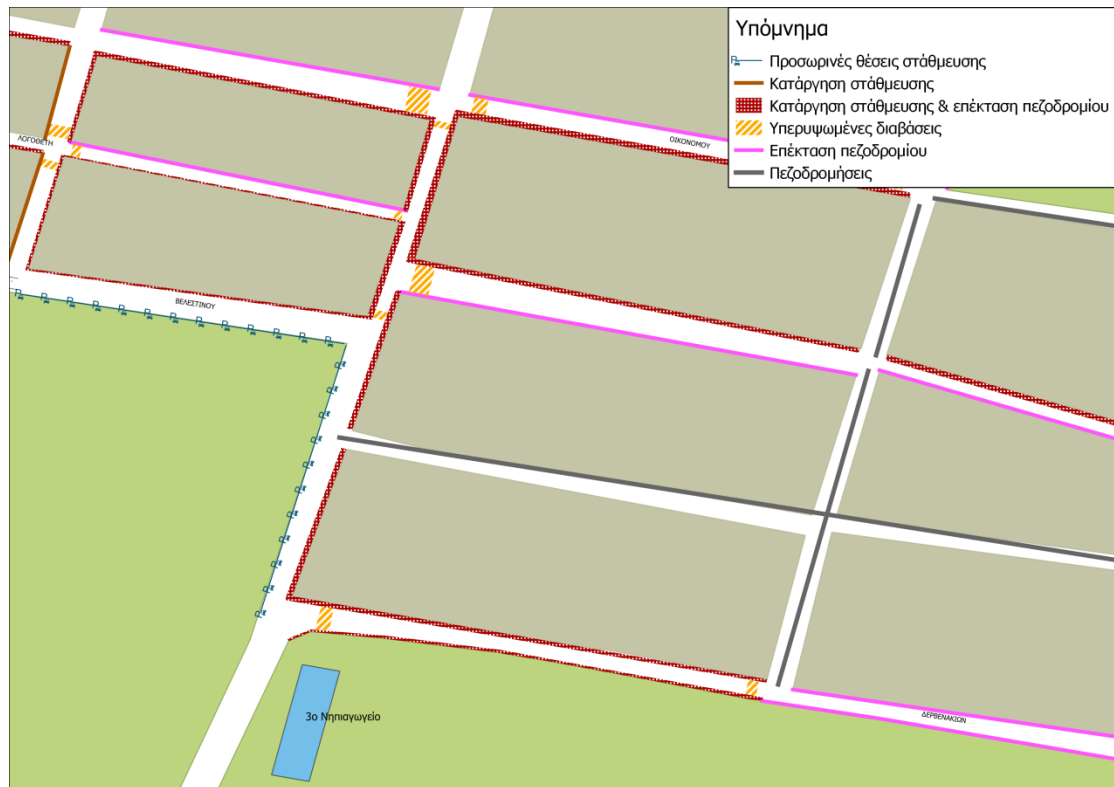 Υπόμνημα
Προσωρινές θέσεις στάθμευσης
Κατάργηση στάθμευσης
Κατάργηση στάθμευσης & επέκταση πεζοδρομίου
Υπερυψωμένες διαβάσεις
Επέκταση πεζοδρομίου
Πεζοδρομήσεις
ΛΟΓΟΘΕΤΗ
ΟΙΚΟΝΟΜΟΥ
ΒΕΛΕΣΤΙΝΟΥ
3ο Νηπιαγωγείο
ΔΕΡΒΕΝΑΚΙΩΝ